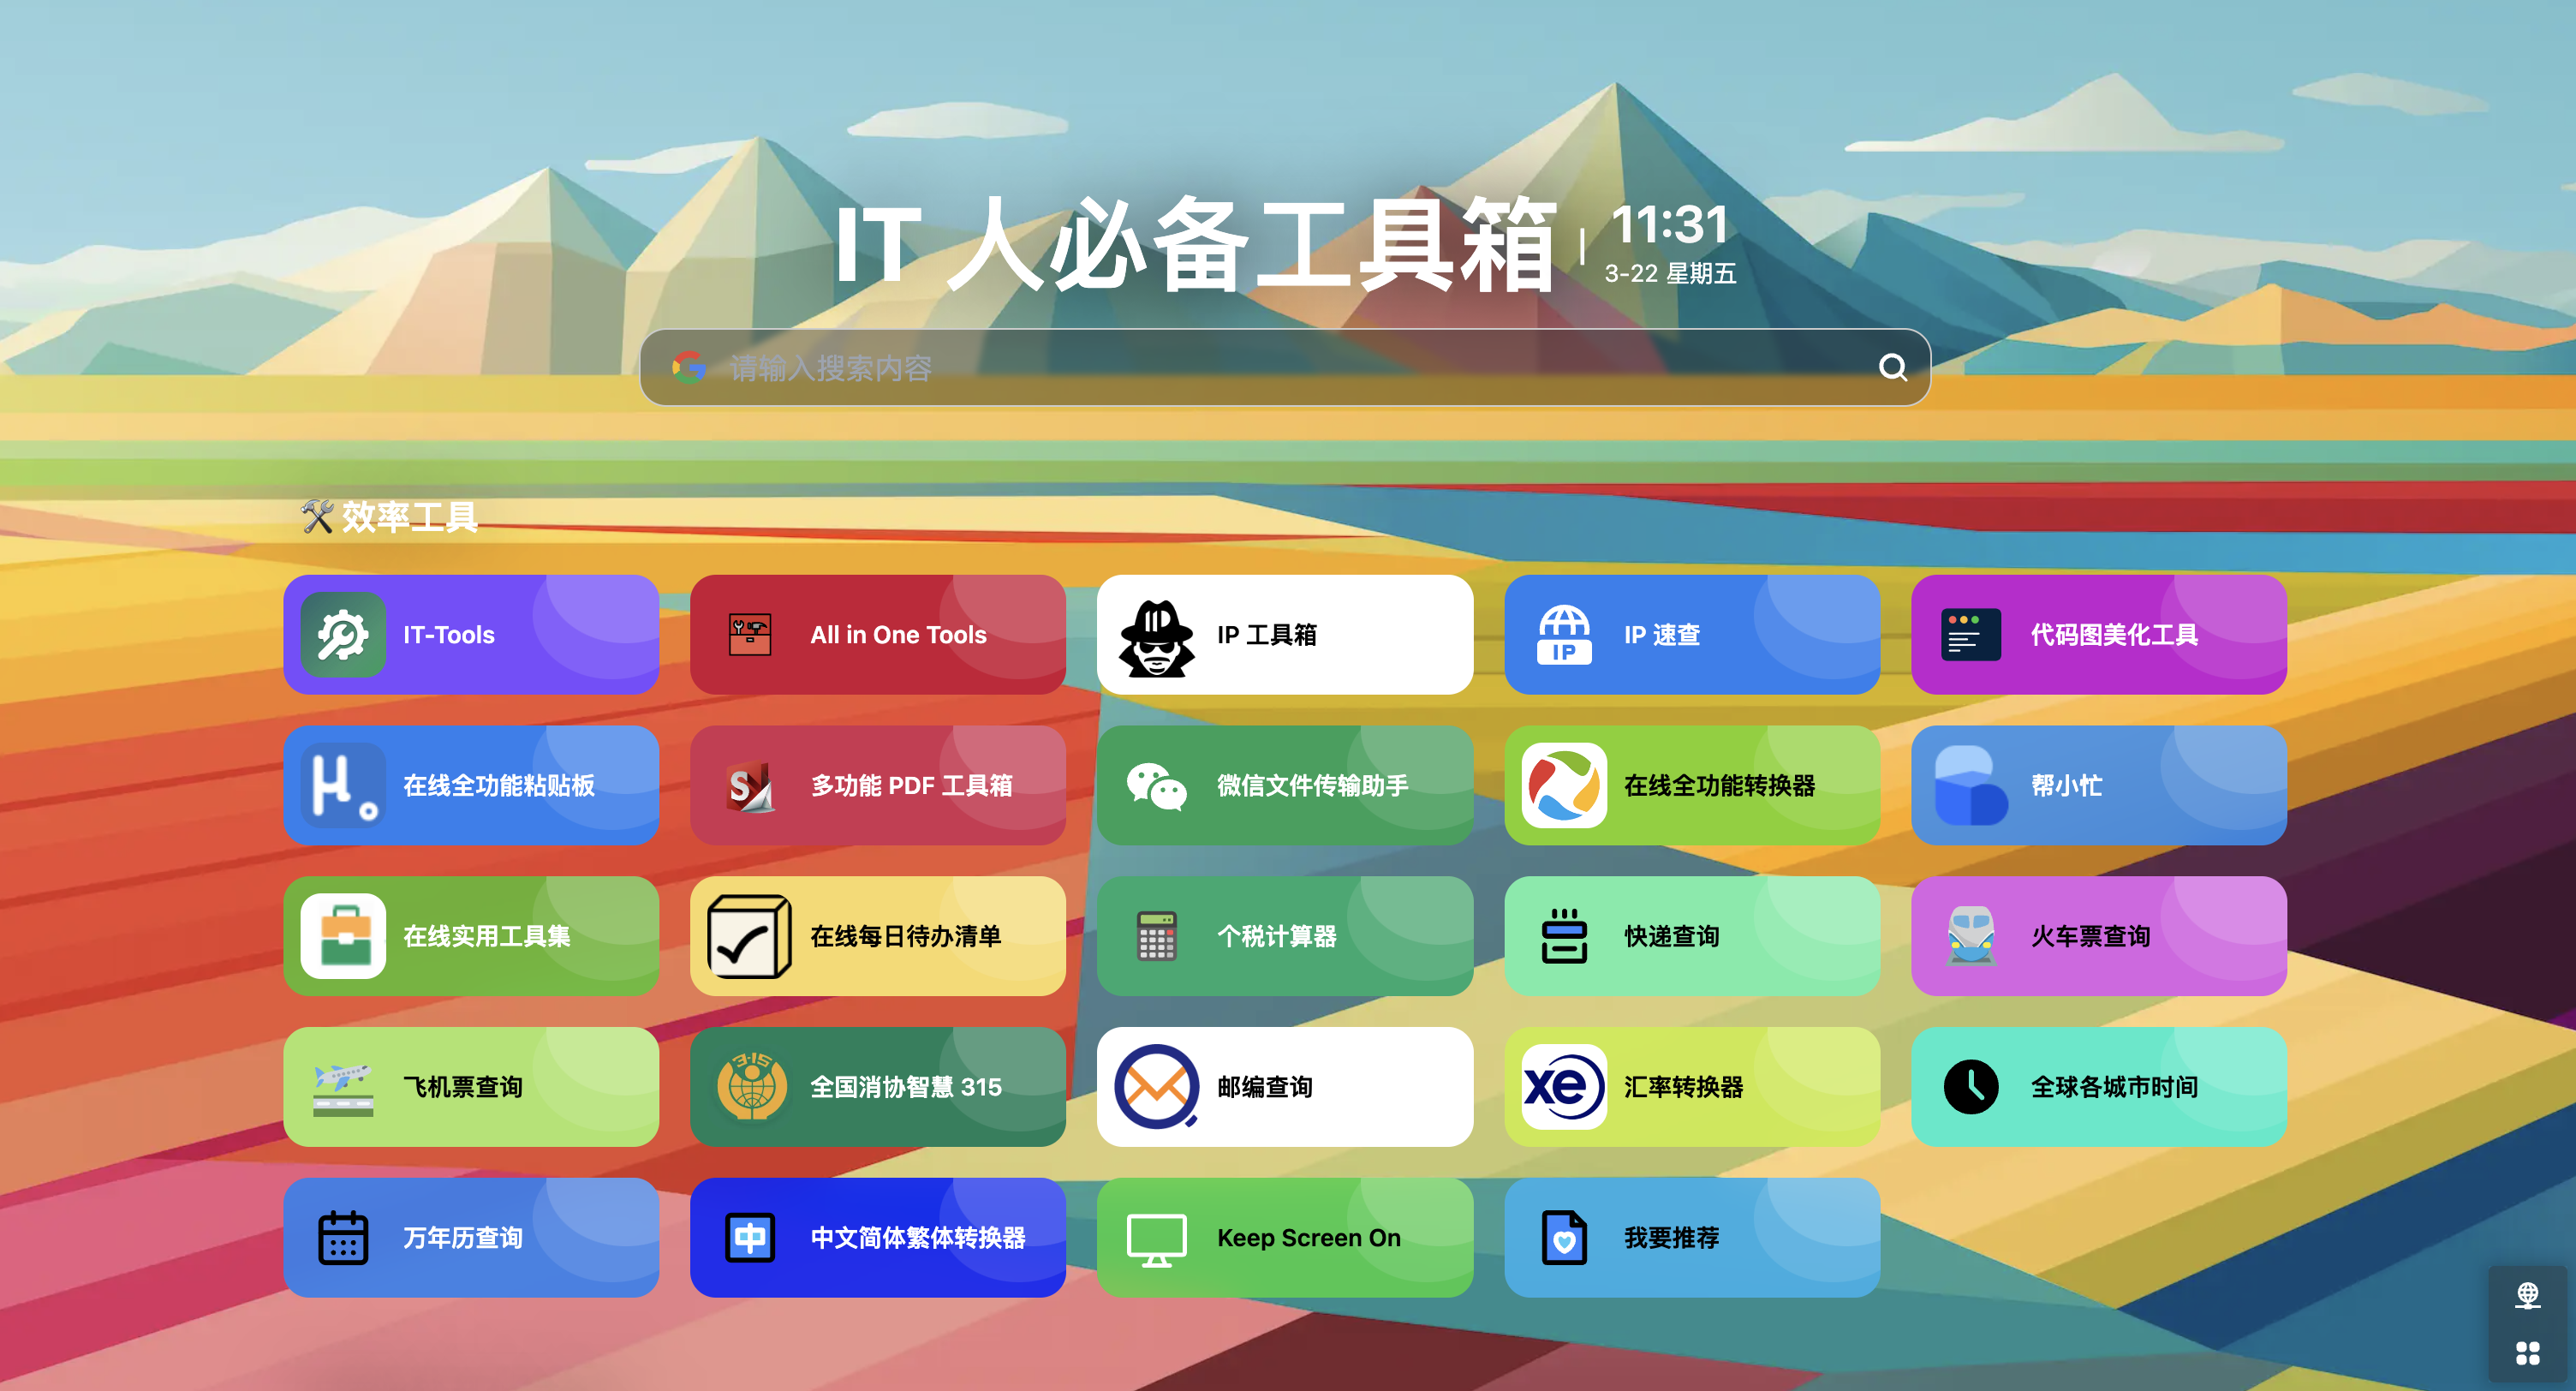 IT 人必备工具箱
11:31
3-22 星期五
请输入搜索内容
效率工具
IT-Tools
All in One Tools
IP
IP 工具箱
IP
IP 速查
代码图美化工具
在线全功能粘贴板
S
多功能 PDF 工具箱
微信文件传输助手
在线全功能转换器
帮小忙
在线实用工具集
在线每日待办清单
个税计算器
快递查询
火车票查询
飞机票查询
3·15
全国消协智慧 315
邮编查询
xe
汇率转换器
全球各城市时间
万年历查询
中
中文简体繁体转换器
Keep Screen On
我要推荐